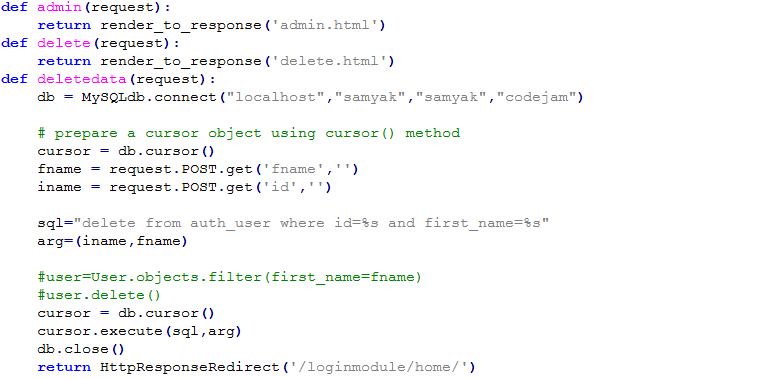 def admin(request):
    return render_to_response('admin.html')
def delete(request):
    return render_to_response('delete.html')
def deletedata(request):
    db = MySQLdb.connect("localhost","samyak","samyak","codejam")
    # prepare a cursor object using cursor() method
    cursor = db.cursor()
    fname = request.POST.get('fname','')
    iname = request.POST.get('id','')
    sql="delete from auth_user where id=%s and first_name=%s"
    arg=(iname,fname)
    #user=User.objects.filter(first_name=fname)
    #user.delete()
    cursor = db.cursor()
    cursor.execute(sql,arg)
    db.close()
    return HttpResponseRedirect('/loginmodule/home/')